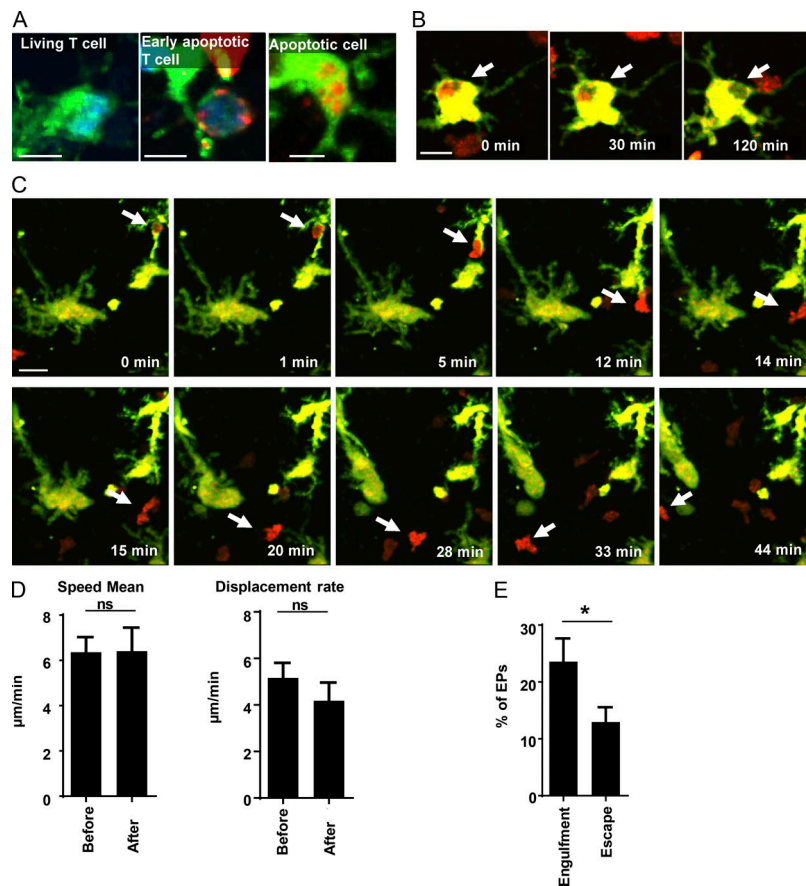 A
Living T cell
Early apoptotic
T cell
Apoptotic cell
B
0 min
30 min
120 min
C
0 min
1 min
5 min
12 min
14 min
15 min
20 min
28 min
33 min
44 min
D
Speed Mean
ns
µm/min
8
6
4
2
0
Before
After
Displacement rate
ns
µm/min
8
6
4
2
0
Before
After
E
*
% of EPs
30
20
10
0
Engulfment
Escape